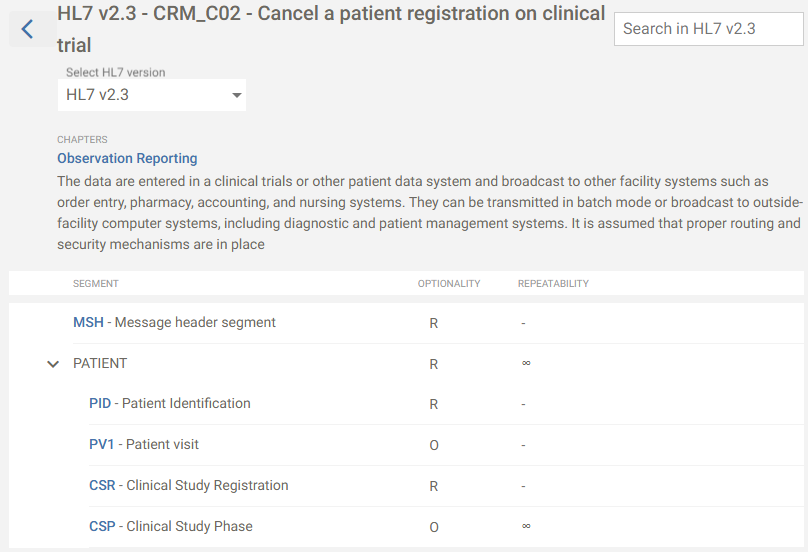 HL7 v2.3 - CRM_C02 - Cancel a patient registration on clinical
trial
Search in HL7 v2.3
Select HL7 version
HL7 v2.3
CHAPTERS
Observation Reporting
The data are entered in a clinical trials or other patient data system and broadcast to other facility systems such as
order entry, pharmacy, accounting, and nursing systems. They can be transmitted in batch mode or broadcast to outside-
facility computer systems, including diagnostic and patient management systems. It is assumed that proper routing and
security mechanisms are in place
SEGMENT OPTIONALITY REPEATABILITY
MSH - Message header segment R -
PATIENT R ∞
PID - Patient Identification R -
PV1 - Patient visit O -
CSR - Clinical Study Registration R -
CSP - Clinical Study Phase O ∞